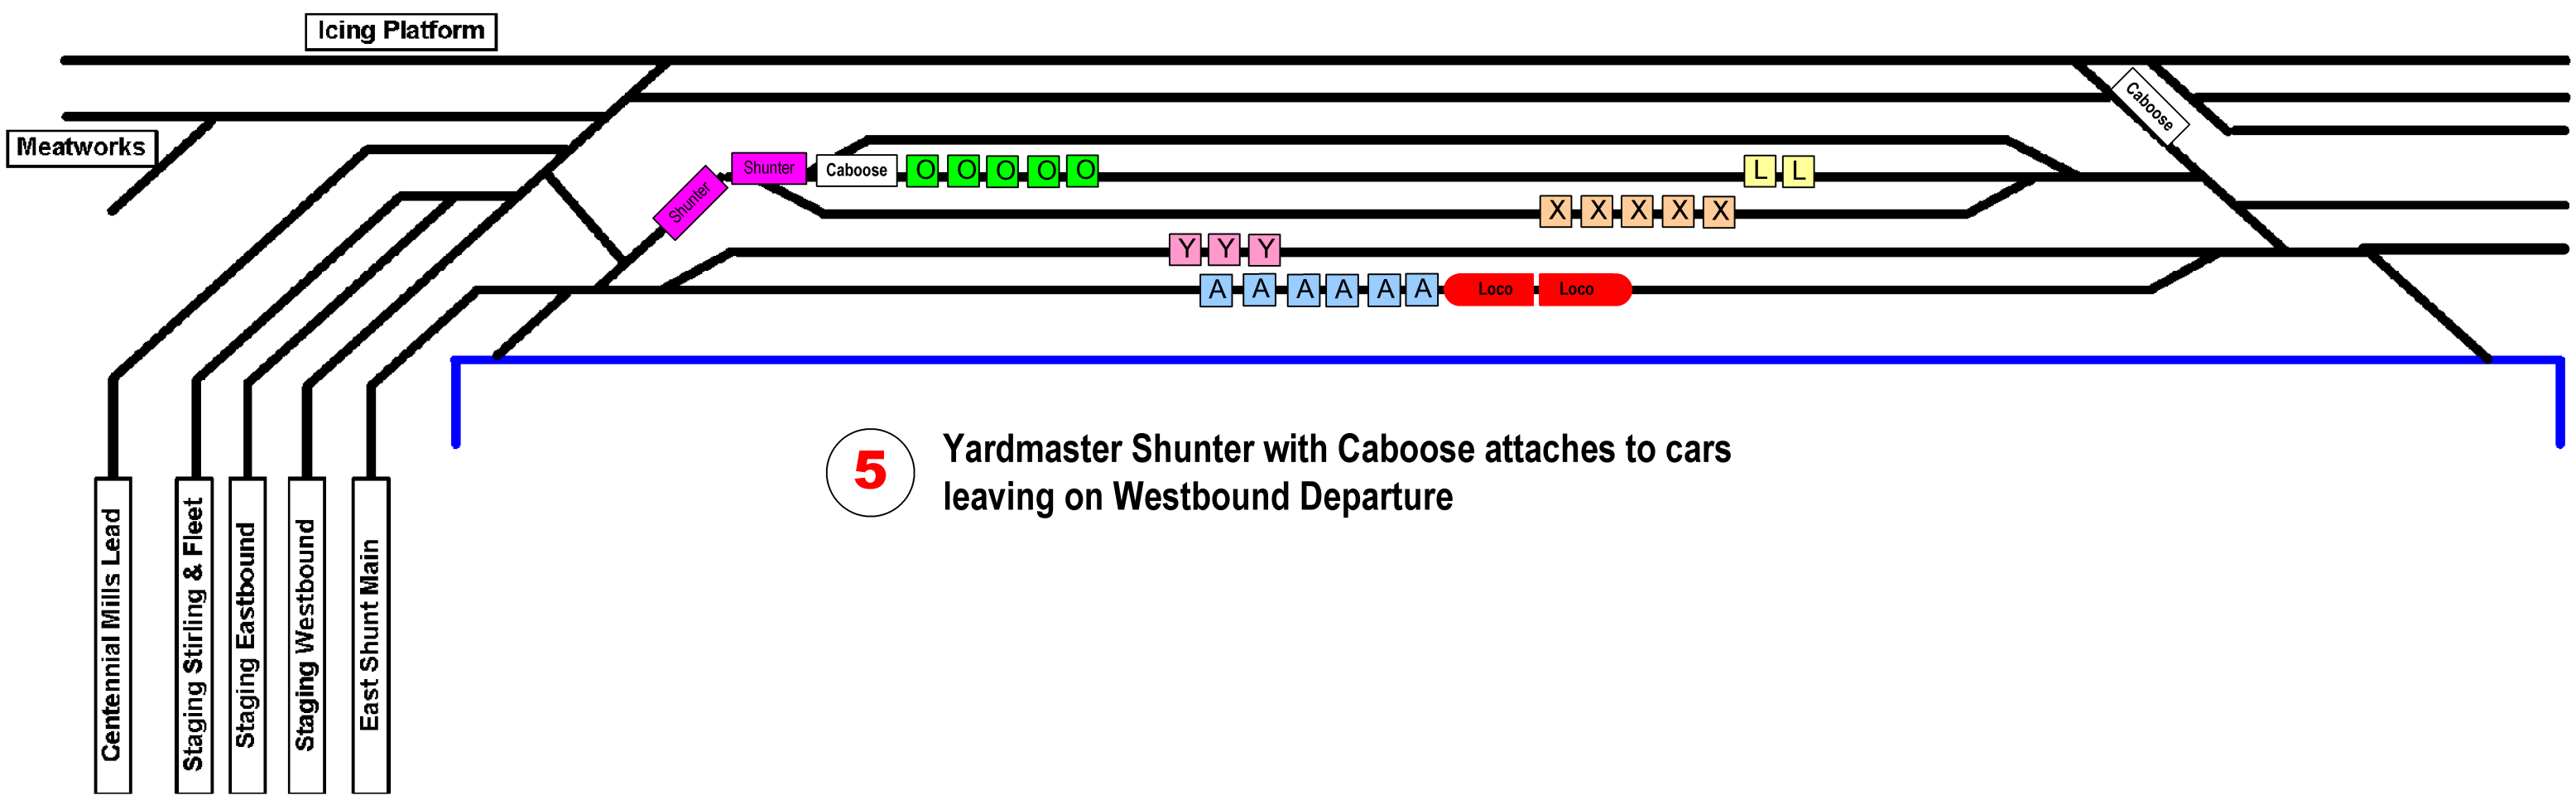 Icing Platform
Meatworks
Caboose
Shunter
Shunter
Caboose
O O O O O
L L
X X X X X
Y Y Y
A A A A A A
Loco
Loco
5
Yardmaster Shunter with Caboose attaches to cars
leaving on Westbound Departure
Centennial Mills Lead
Staging Stirling & Fleet
Staging Eastbound
Staging Westbound
East Shunt Main